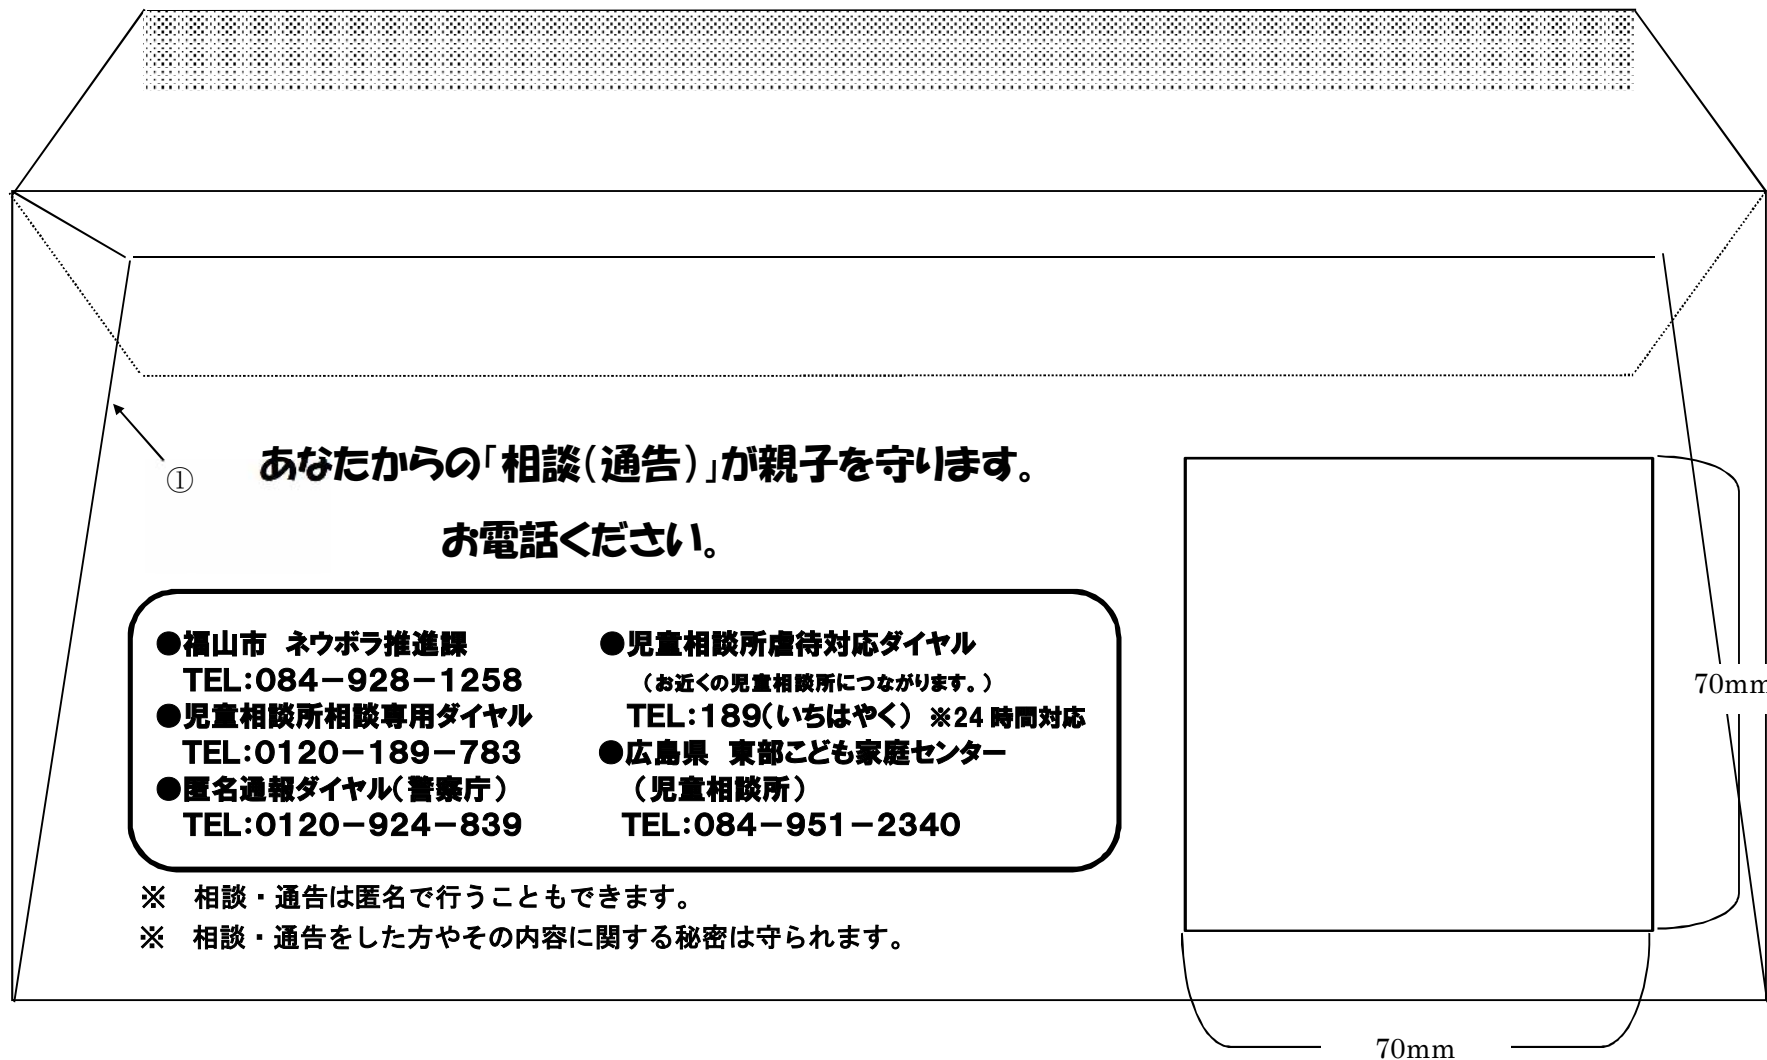 ①
あなたからの「相談(通告)」が親子を守ります。
お電話ください。
●福山市 ネウボラ推進課
TEL:084-928-1258
●児童相談所相談専用ダイヤル
TEL:0120-189-783
●匿名通報ダイヤル(警察庁)
TEL:0120-924-839
●児童相談所虐待対応ダイヤル
(お近くの児童相談所につながります。)
TEL:189(いちはやく) ※24時間対応
●広島県 東部こども家庭センター
(児童相談所)
TEL:084-951-2340
※ 相談・通告は匿名で行うこともできます。
※ 相談・通告をした方やその内容に関する秘密は守られます。
70mm
70mm